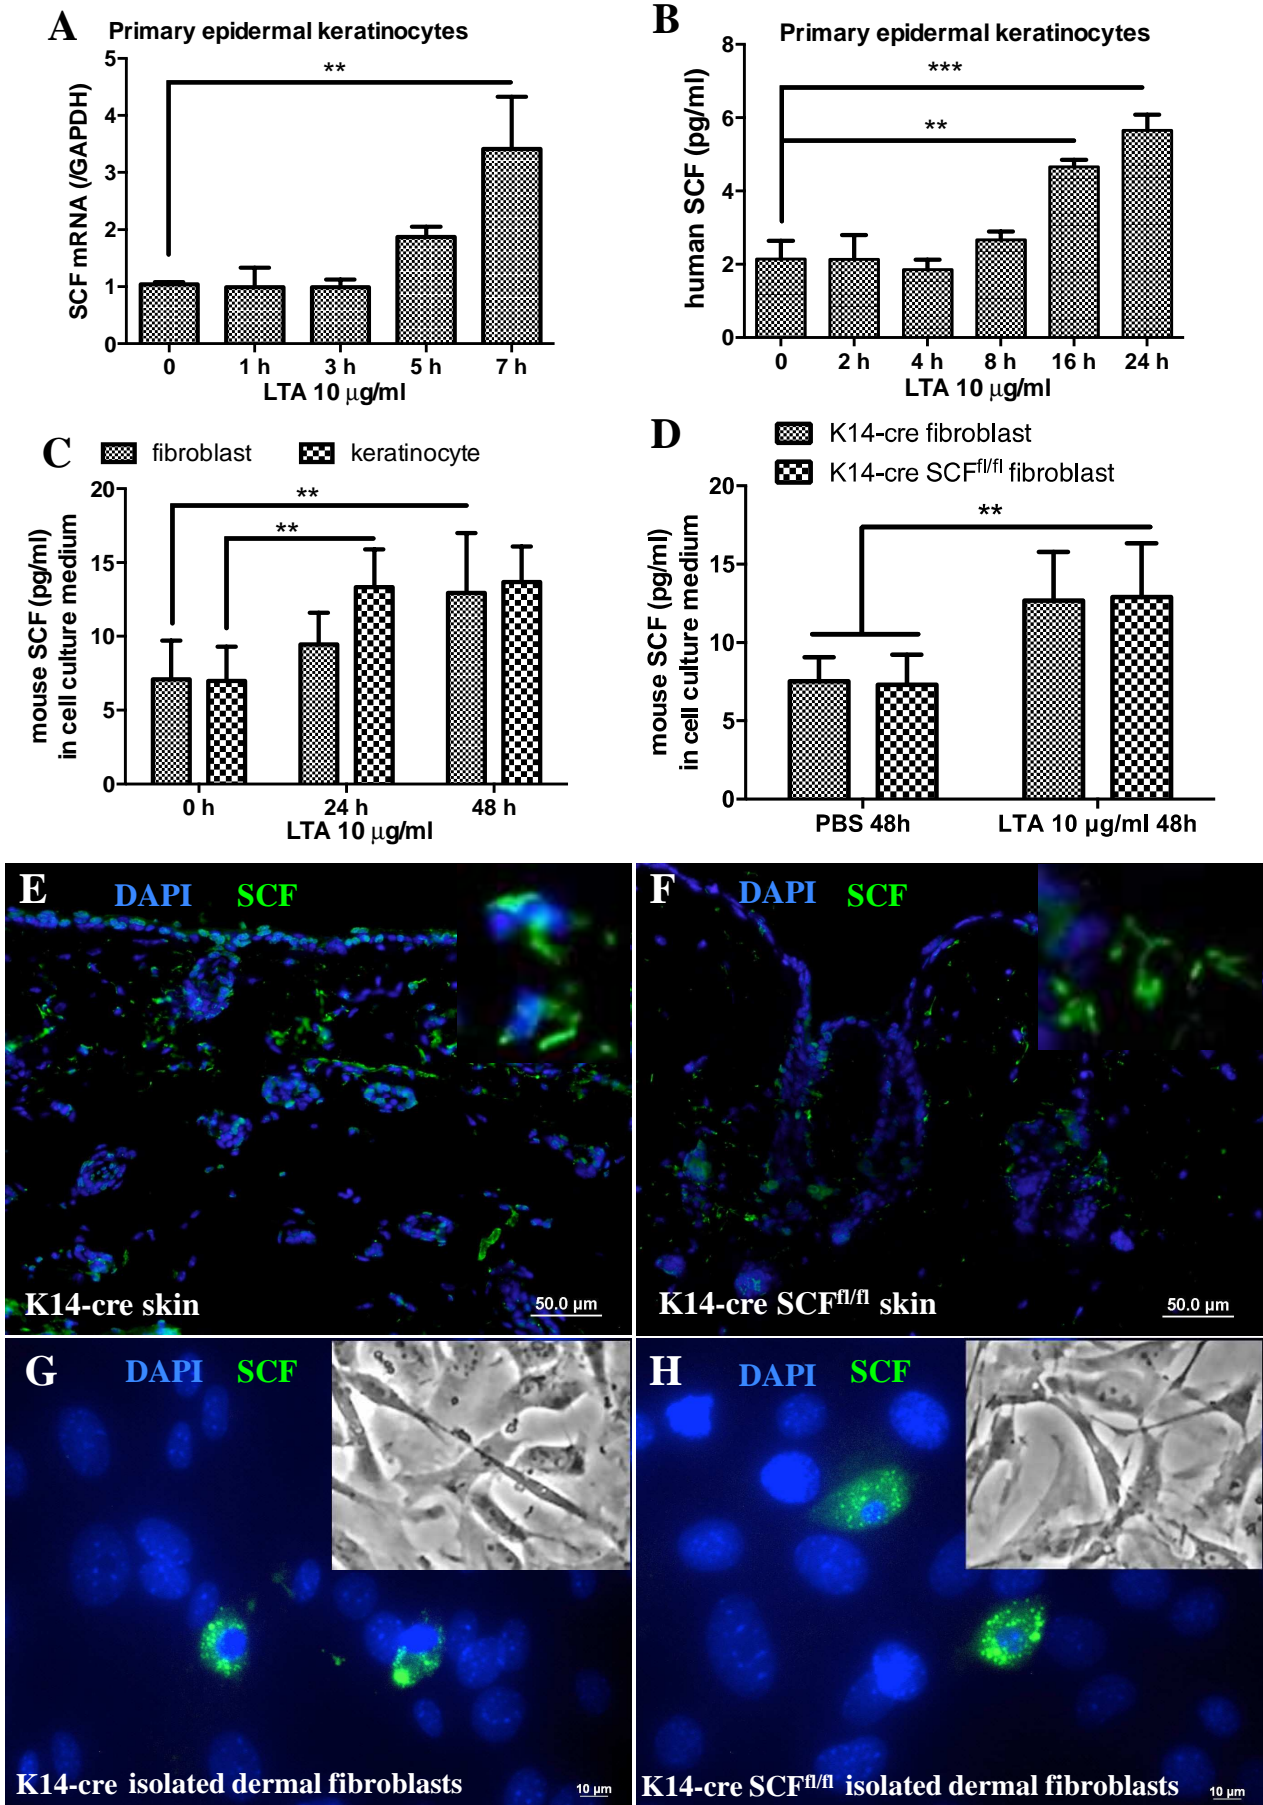 A
Primary epidermal keratinocytes
SCF mRNA (/GAPDH)
5
4
3
2
1
0
**
0 1 h 3 h 5 h 7 h
LTA 10 μg/ml
B
Primary epidermal keratinocytes
human SCF (pg/ml)
8
6
4
2
0
***
**
0 2 h 4 h 8 h 16 h 24 h
LTA 10 μg/ml
C
fibroblast keratinocyte
mouse SCF (pg/ml)
in cell culture medium
20
15
10
5
0
**
**
0 h 24 h 48 h
LTA 10 μg/ml
D
K14-cre fibroblast
K14-cre SCFfl/fl fibroblast
mouse SCF (pg/ml)
in cell culture medium
20
15
10
5
0
**
PBS 48h LTA 10 μg/ml 48h
E
DAPI SCF
K14-cre skin
50.0 μm
F
DAPI SCF
K14-cre SCFfl/fl skin
50.0 μm
G
DAPI SCF
K14-cre isolated dermal fibroblasts
10 μm
H
DAPI SCF
K14-cre SCFfl/fl isolated dermal fibroblasts
10 μm